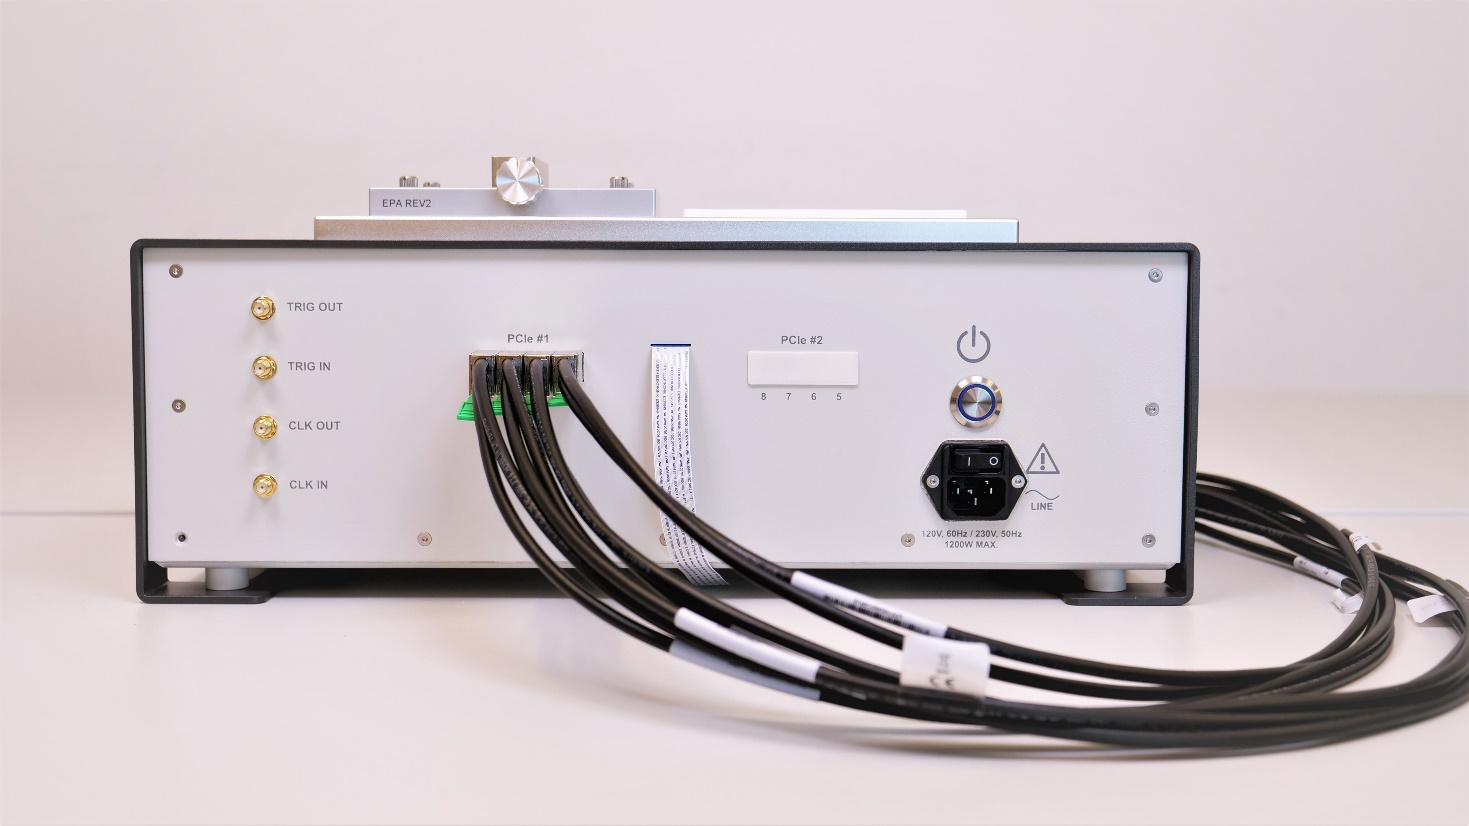 EPA REV2
TRIG OUT
TRIG IN
CLK OUT
CLK IN
PCIe #1
PCIe #2
8 7 6 5
LINE
120V, 60Hz / 230V, 50Hz
1200W MAX.